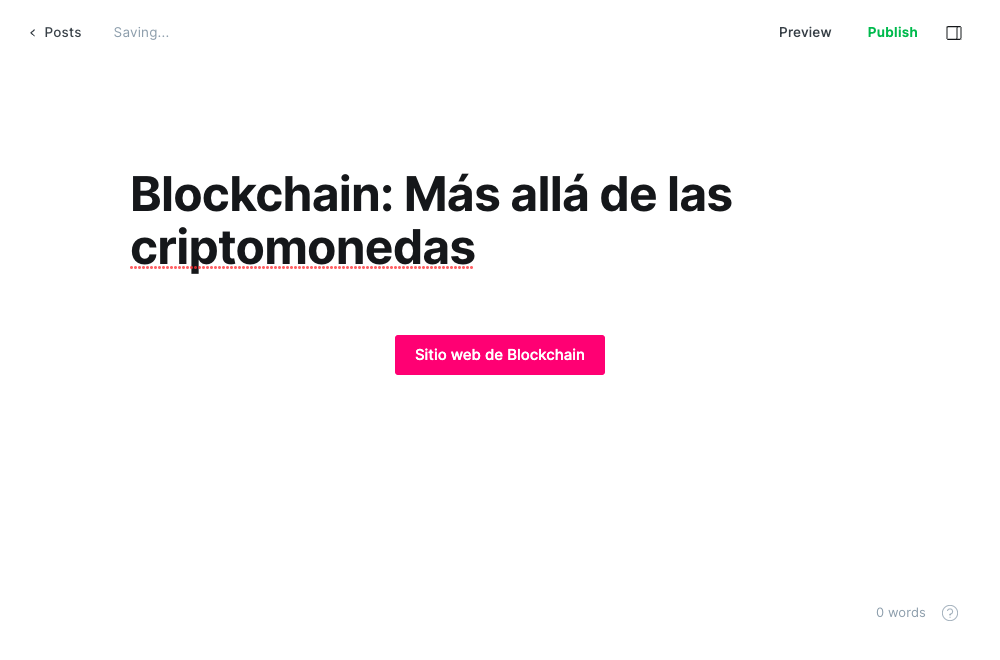 Posts
Saving...
Preview
Publish
Blockchain: Más allá de las
criptomonedas
Sitio web de Blockchain
0 words